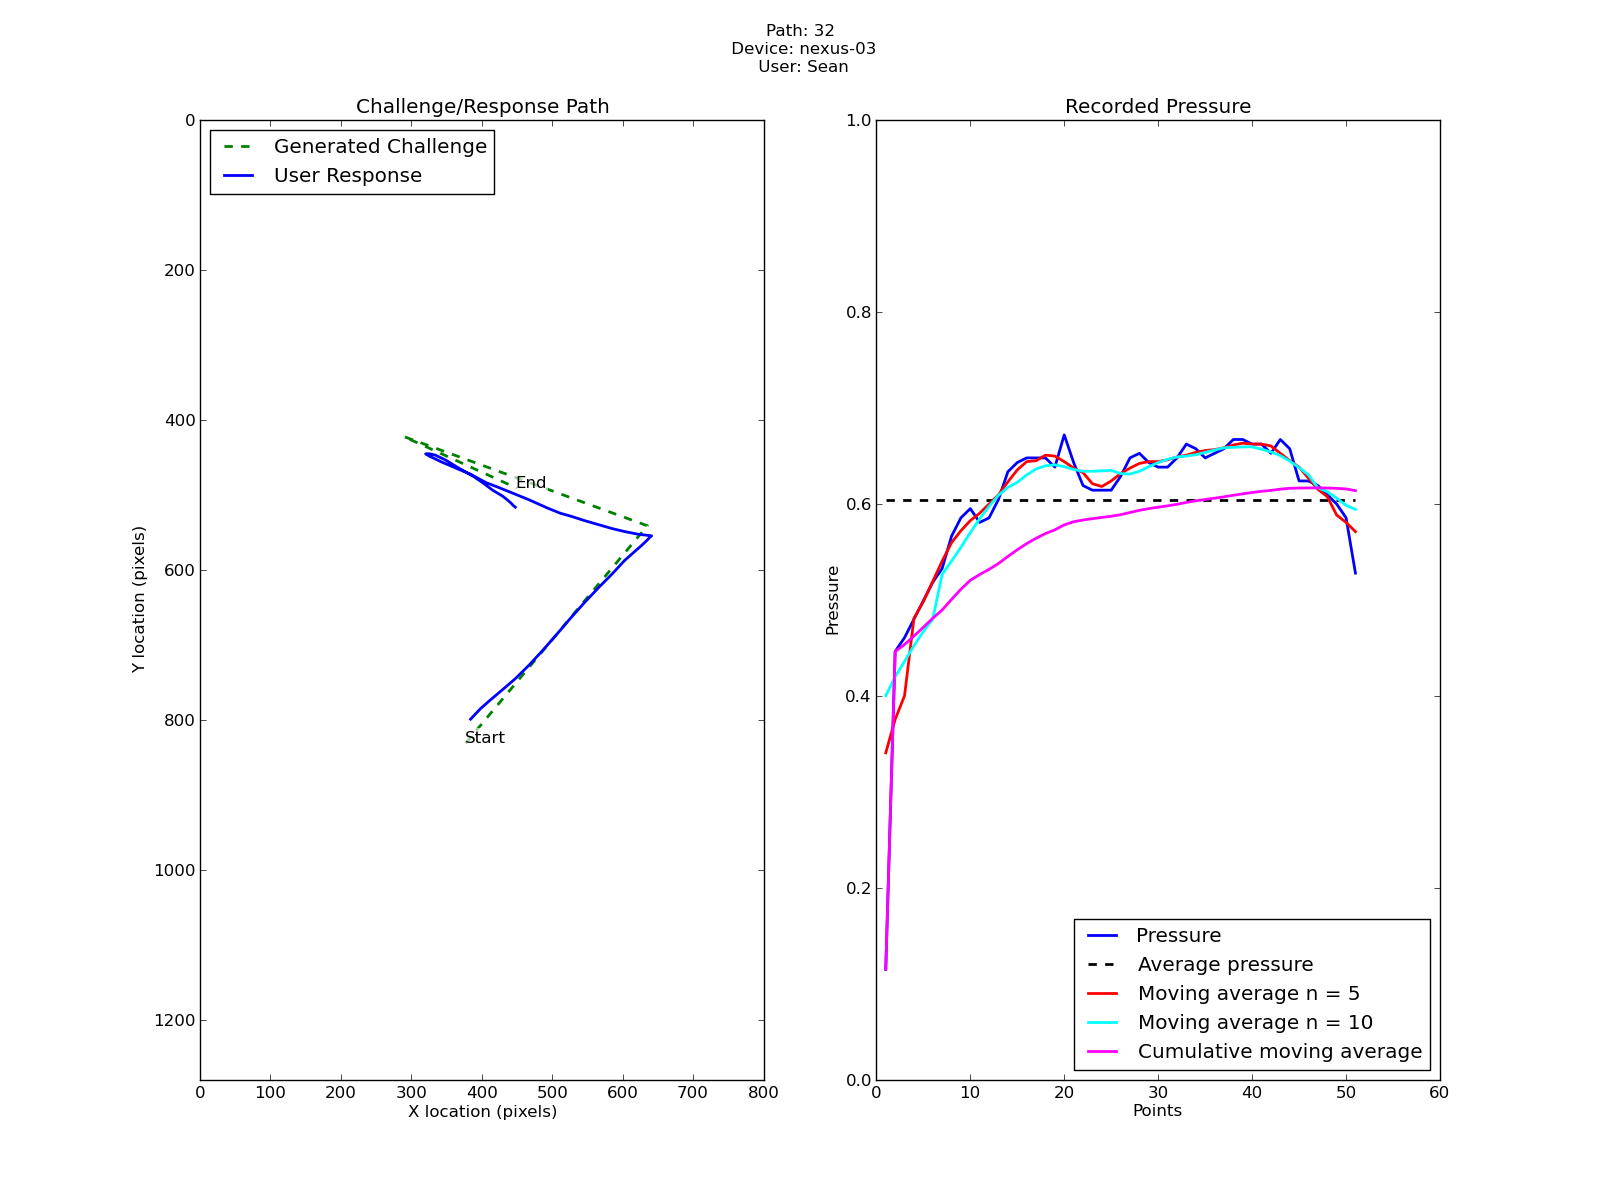 Path: 32
Device: nexus-03
User: Sean
Challenge/Response Path
Generated Challenge
User Response
0
200
400
600
800
1000
1200
Y location (pixels)
End
Start
0 100 200 300 400 500 600 700 800
X location (pixels)
Recorded Pressure
1.0
0.8
0.6
0.4
0.2
0.0
Pressure
Pressure
Average pressure
Moving average n = 5
Moving average n = 10
Cumulative moving average
0 10 20 30 40 50 60
Points